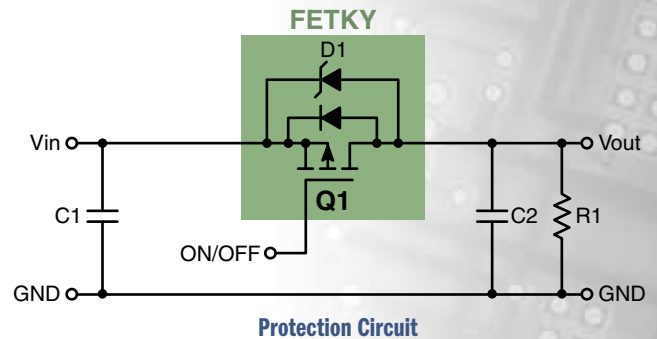 FETKY
D1
Vin
Vout
Q1
C1
C2
R1
ON/OFF
GND
GND
Protection Circuit